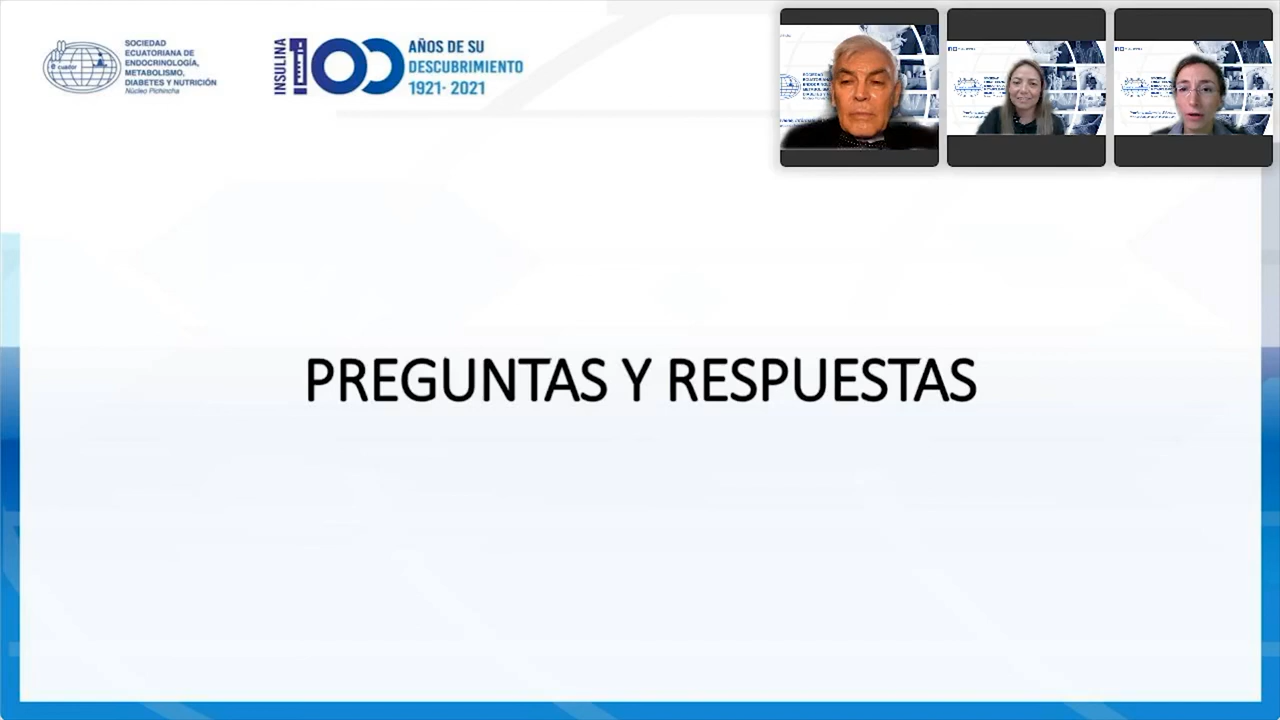 SOCIEDAD
ECUATORIANA DE
ENDOCRINOLOGÍA,
METABOLISMO,
DIABETES Y NUTRICIÓN
Núcleo Pichincha
ecuador
INSULINA
100
AÑOS DE SU
DESCUBRIMIENTO
1921- 2021
PREGUNTAS Y RESPUESTAS